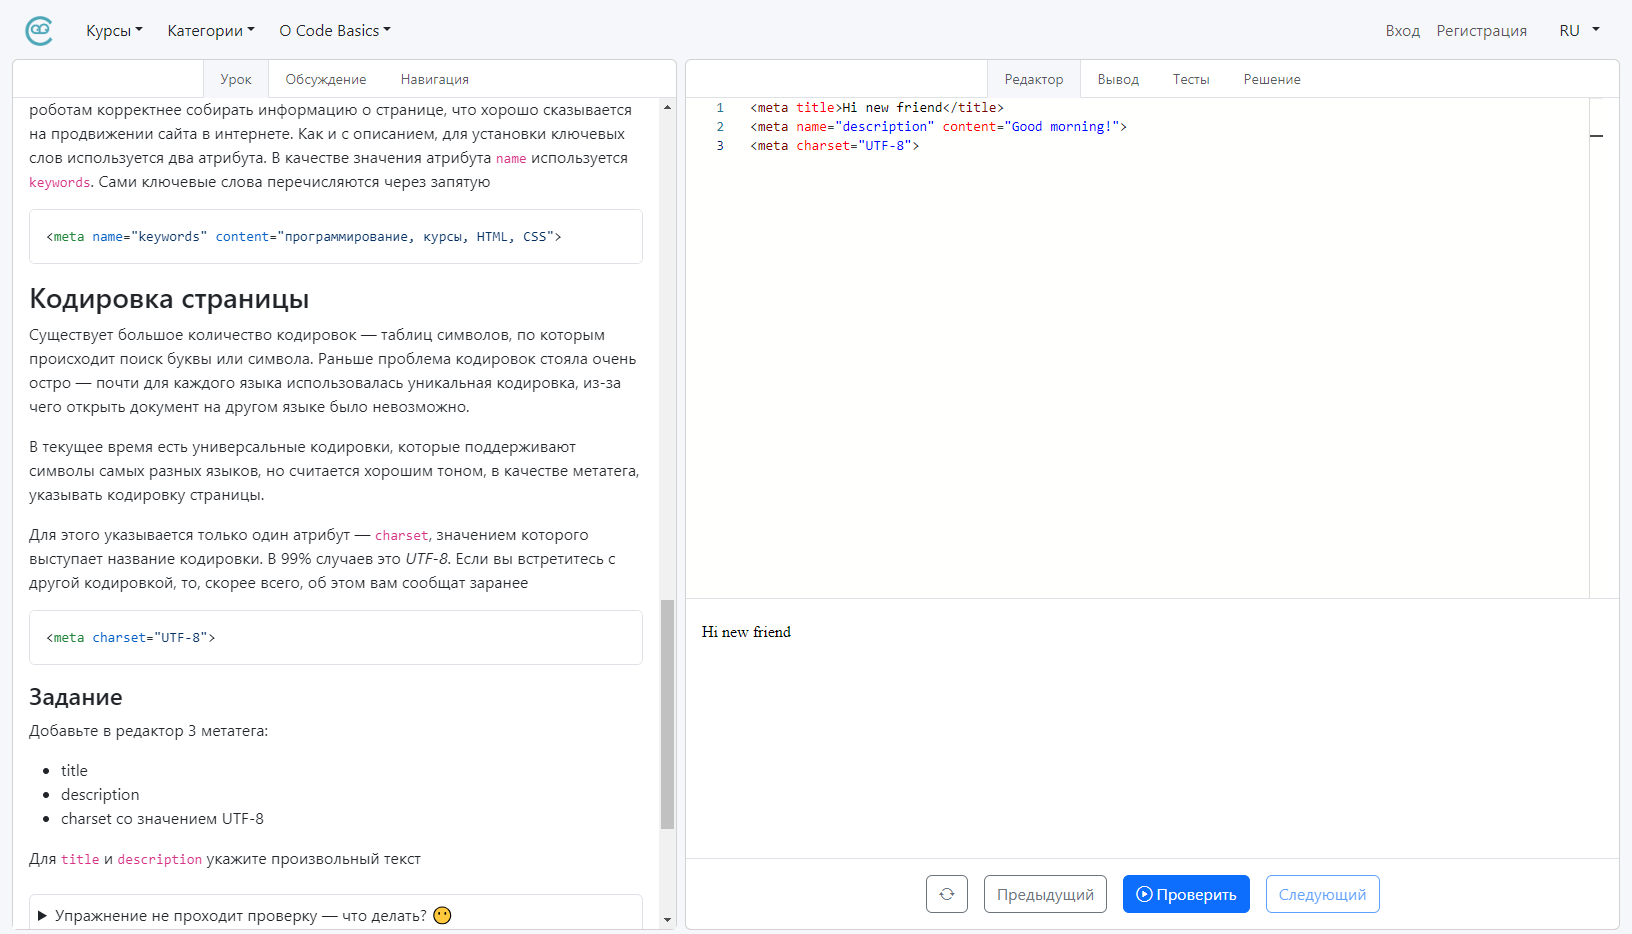 Курсы Категории О Code Basics Вход Регистрация RU
Урок Обсуждение Навигация
роботам корректнее собирать информацию о странице, что хорошо сказывается
на продвижении сайта в интернете. Как и с описанием, для установки ключевых
слов используется два атрибута. В качестве значения атрибута name используется
keywords. Сами ключевые слова перечисляются через запятую
<meta name="keywords" content="программирование, курсы, HTML, CSS">
Кодировка страницы
Существует большое количество кодировок — таблиц символов, по которым
происходит поиск буквы или символа. Раньше проблема кодировок стояла очень
остро — почти для каждого языка использовалась уникальная кодировка, из-за
чего открыть документ на другом языке было невозможно.
В текущее время есть универсальные кодировки, которые поддерживают
символы самых разных языков, но считается хорошим тоном, в качестве метатега,
указывать кодировку страницы.
Для этого указывается только один атрибут — charset, значением которого
выступает название кодировки. В 99% случаев это UTF-8. Если вы встретитесь с
другой кодировкой, то, скорее всего, об этом вам сообщат заранее
<meta charset="UTF-8">
Задание
Добавьте в редактор 3 метатега:
• title
• description
• charset со значением UTF-8
Для title и description укажите произвольный текст
Упражнение не проходит проверку — что делать? 😶
Редактор Вывод Тесты Решение
1 <meta title>Hi new friend</title>
2 <meta name="description" content="Good morning!">
3 <meta charset="UTF-8">
Hi new friend
Предыдущий Проверить Следующий